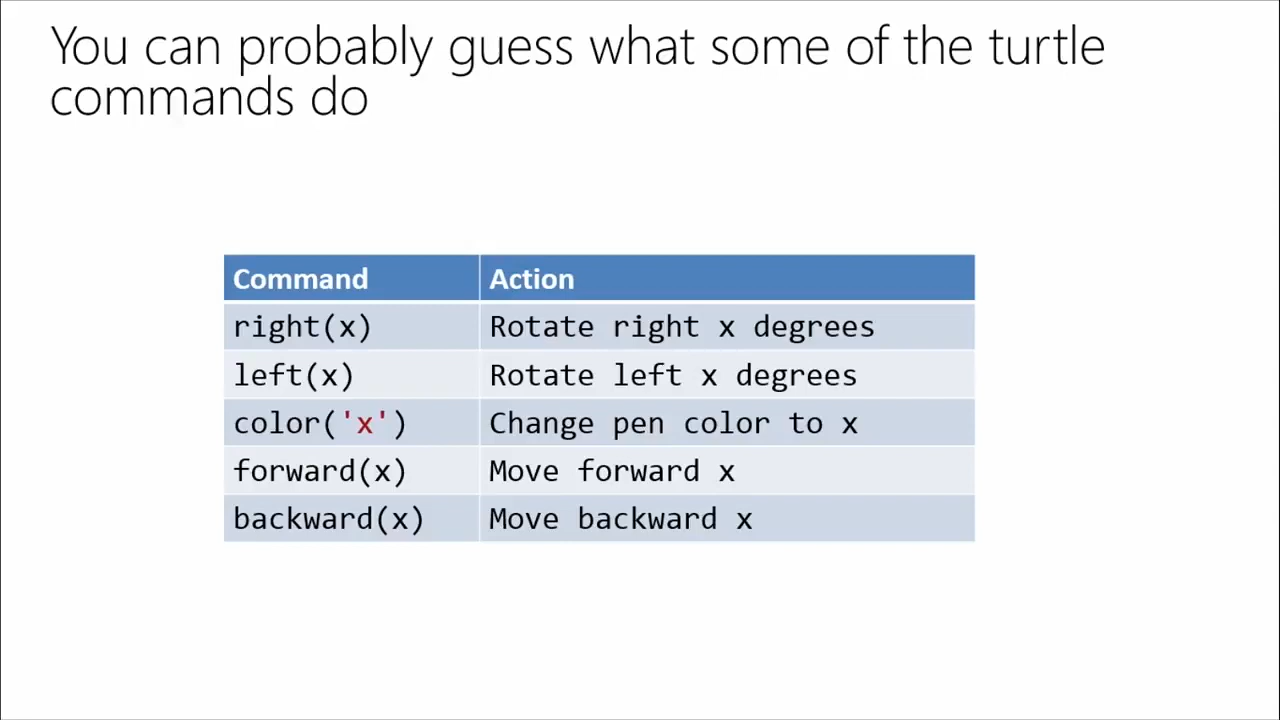 You can probably guess what some of the turtle
commands do
Command Action
right(x) Rotate right x degrees
left(x) Rotate left x degrees
color('x') Change pen color to x
forward(x) Move forward x
backward(x) Move backward x